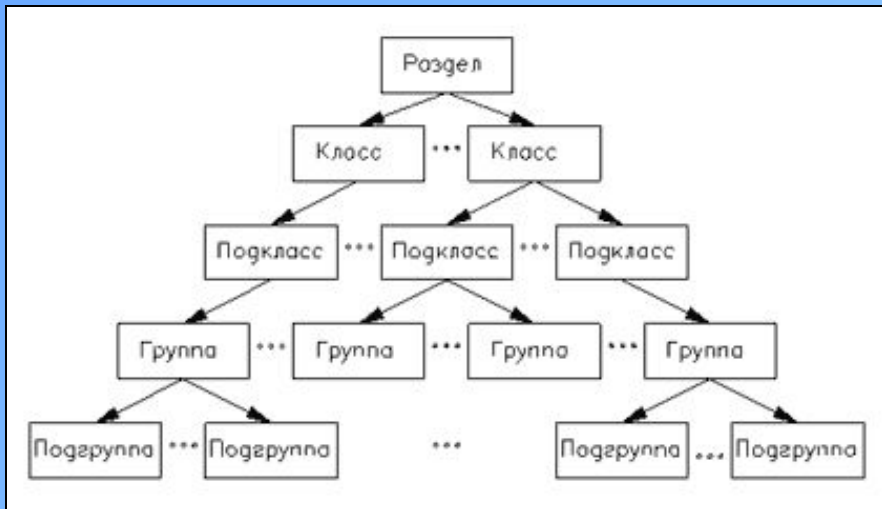 Раздел
Класс ... Класс
Подкласс ... Подкласс ... Подкласс
Группа ... Группа ... Группа ... Группа
Подгруппа ... Подгруппа ... Подгруппа ... Подгруппа